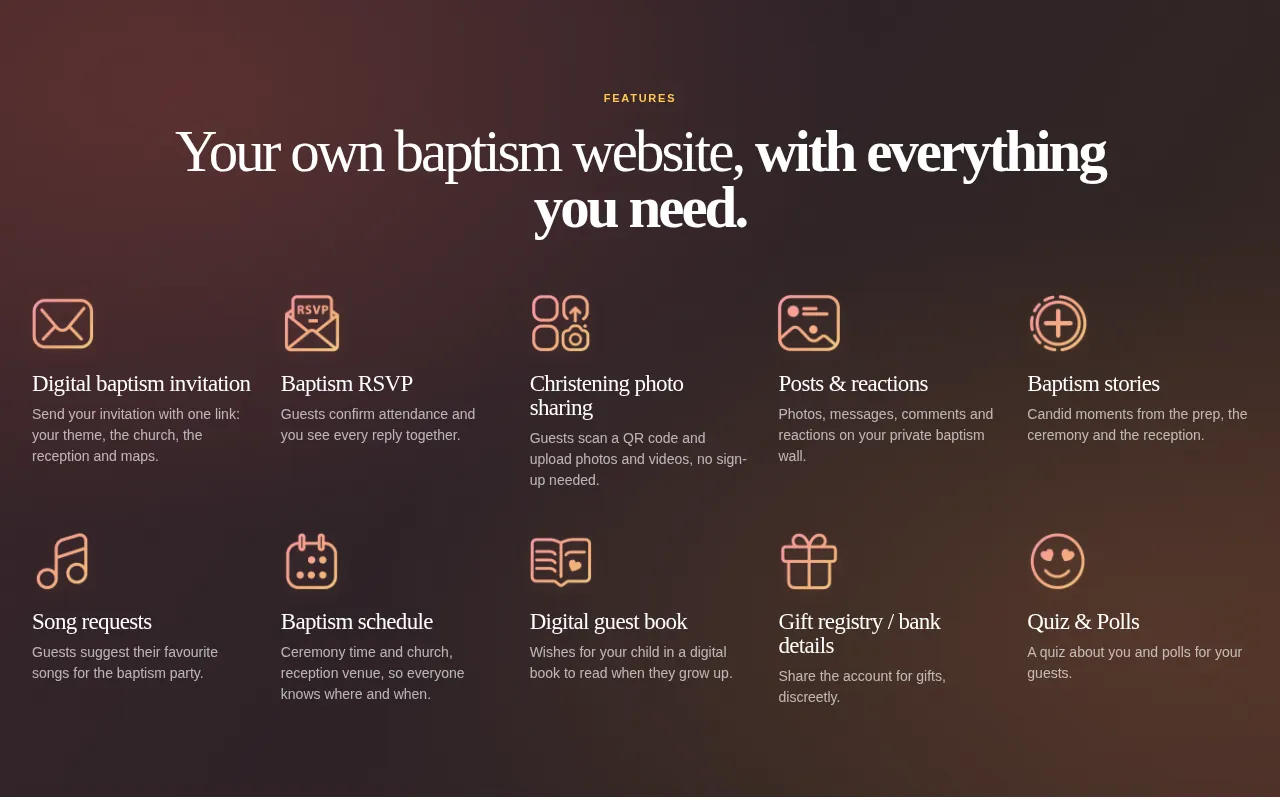 FEATURES
Your own baptism website, with everything
you need.
RSVP
Digital baptism invitation
Send your invitation with one link:
your theme, the church, the
reception and maps.
Baptism RSVP
Guests confirm attendance and
you see every reply together.
Christening photo
sharing
Guests scan a QR code and
upload photos and videos, no sign-
up needed.
Posts & reactions
Photos, messages, comments and
reactions on your private baptism
wall.
Baptism stories
Candid moments from the prep, the
ceremony and the reception.
Song requests
Guests suggest their favourite
songs for the baptism party.
Baptism schedule
Ceremony time and church,
reception venue, so everyone
knows where and when.
Digital guest book
Wishes for your child in a digital
book to read when they grow up.
Gift registry / bank
details
Share the account for gifts,
discreetly.
Quiz & Polls
A quiz about you and polls for your
guests.